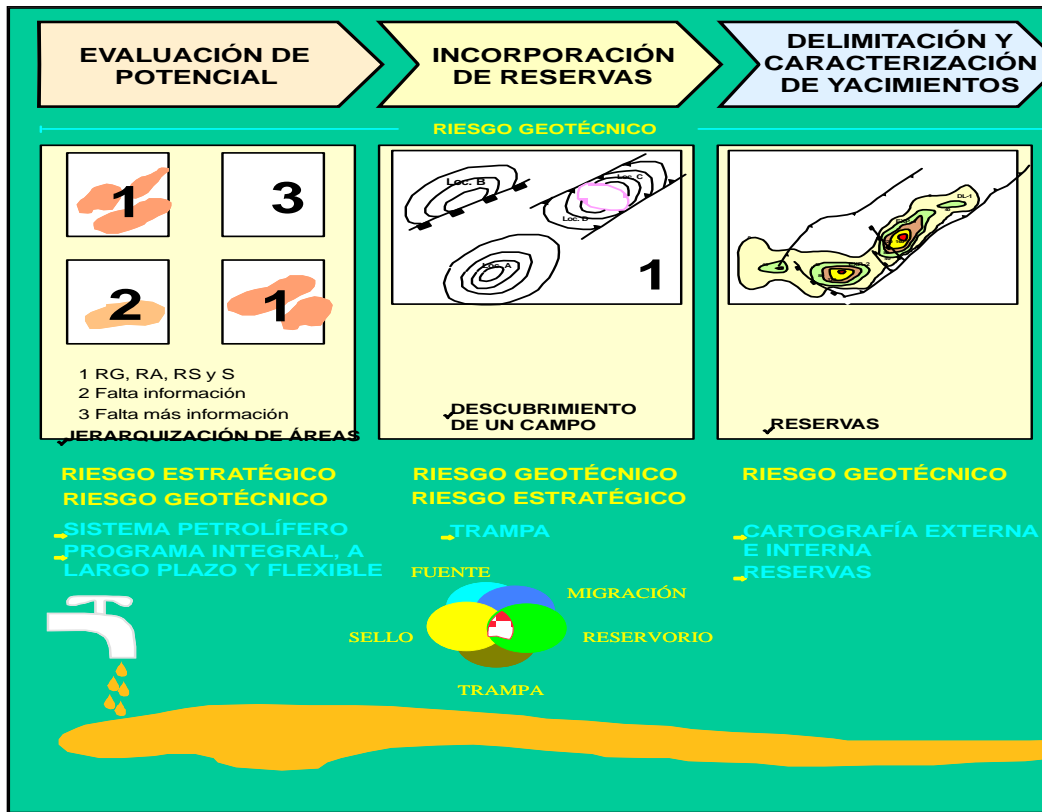 EVALUACIÓN DE
POTENCIAL
INCORPORACIÓN
DE RESERVAS
DELIMITACIÓN Y
CARACTERIZACIÓN
DE YACIMIENTOS
RIESGO GEOTÉCNICO
1
3
2
1
1 RG, RA, RS y S
2 Falta información
3 Falta más información
JERARQUIZACIÓN DE ÁREAS
Loc. B
Loc. C
Loc. D
Loc. A
1
DESCUBRIMIENTO
DE UN CAMPO
DL-1
RESERVAS
RIESGO ESTRATÉGICO
RIESGO GEOTÉCNICO
RIESGO GEOTÉCNICO
RIESGO ESTRATÉGICO
RIESGO GEOTÉCNICO
SISTEMA PETROLÍFERO
PROGRAMA INTEGRAL, A
LARGO PLAZO Y FLEXIBLE
TRAMPA
CARTOGRAFÍA EXTERNA
E INTERNA
RESERVAS
FUENTE
MIGRACIÓN
SELLO
RESERVORIO
TRAMPA